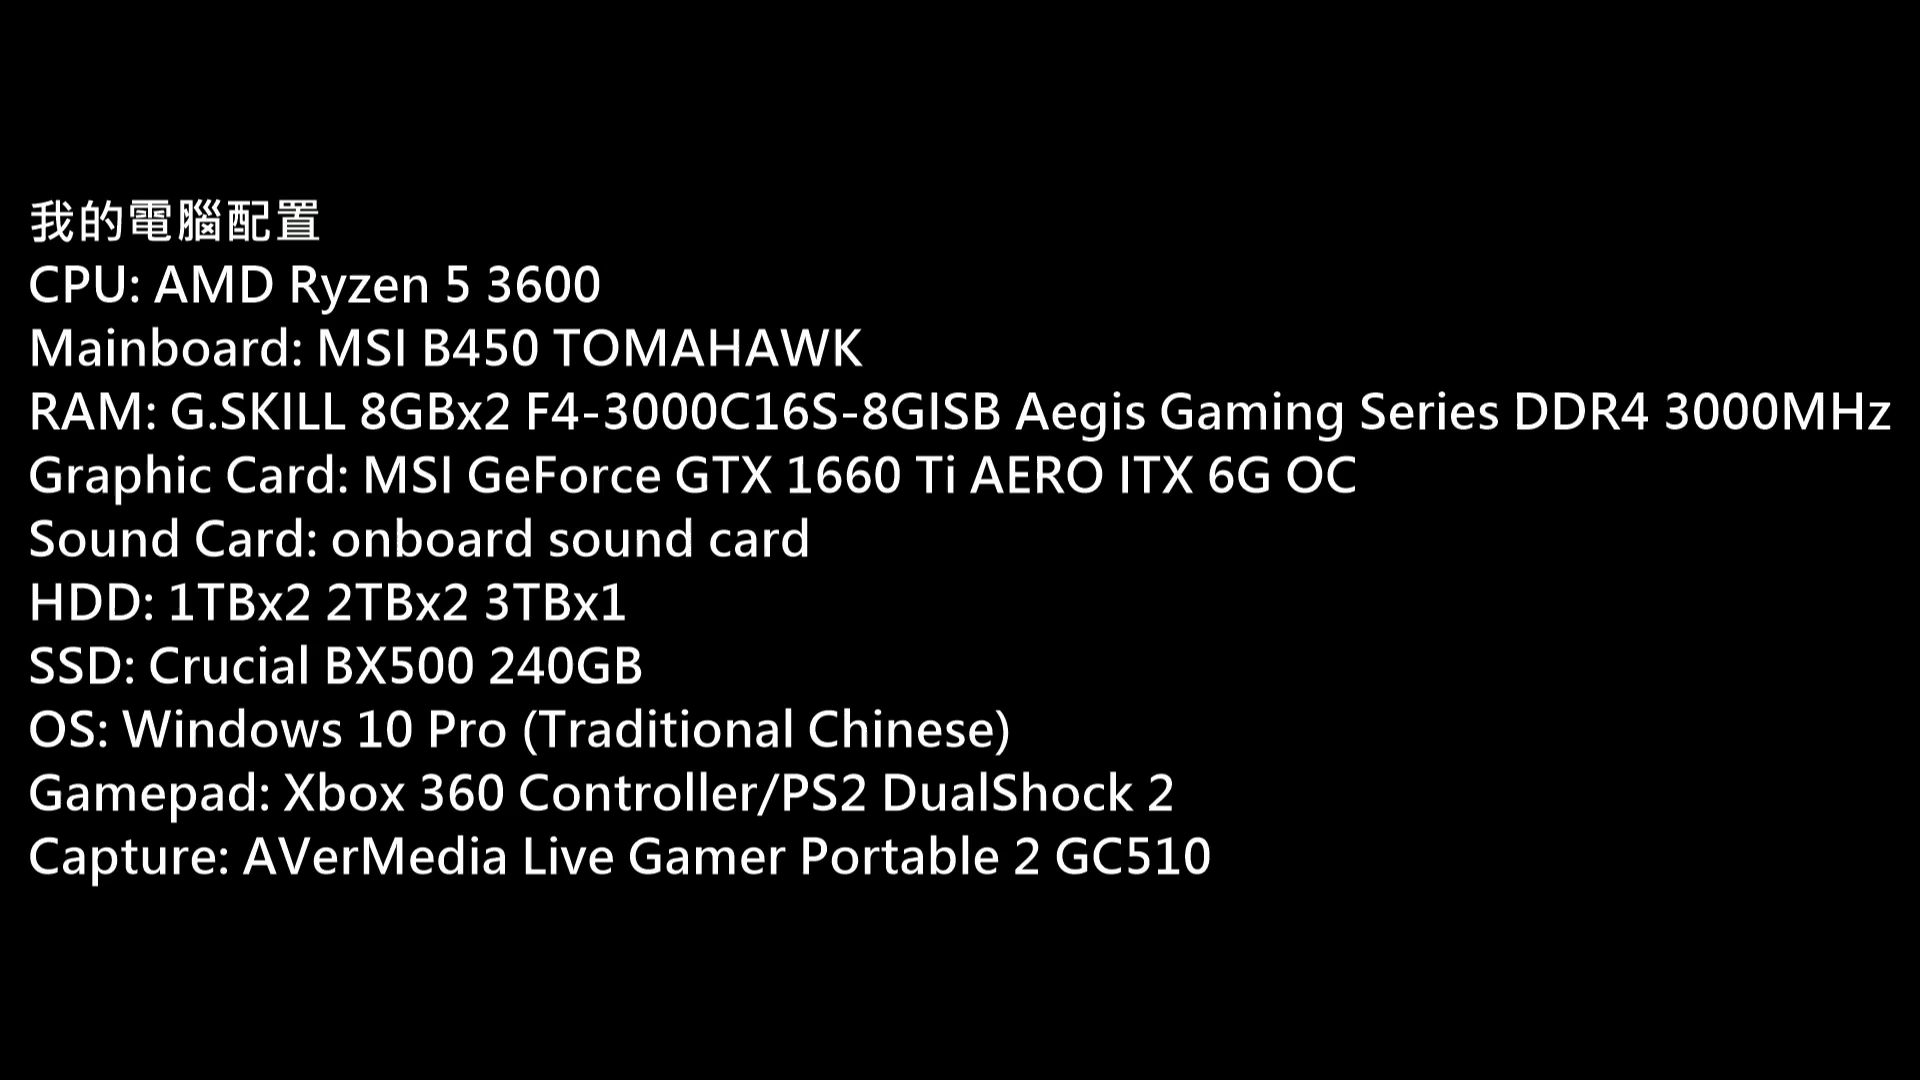 我的電腦配置
CPU: AMD Ryzen 5 3600
Mainboard: MSI B450 TOMAHAWK
RAM: G.SKILL 8GBx2 F4-3000C16S-8GISB Aegis Gaming Series DDR4 3000MHz
Graphic Card: MSI GeForce GTX 1660 Ti AERO ITX 6G OC
Sound Card: onboard sound card
HDD: 1TBx2 2TBx2 3TBx1
SSD: Crucial BX500 240GB
OS: Windows 10 Pro (Traditional Chinese)
Gamepad: Xbox 360 Controller/PS2 DualShock 2
Capture: AVerMedia Live Gamer Portable 2 GC510